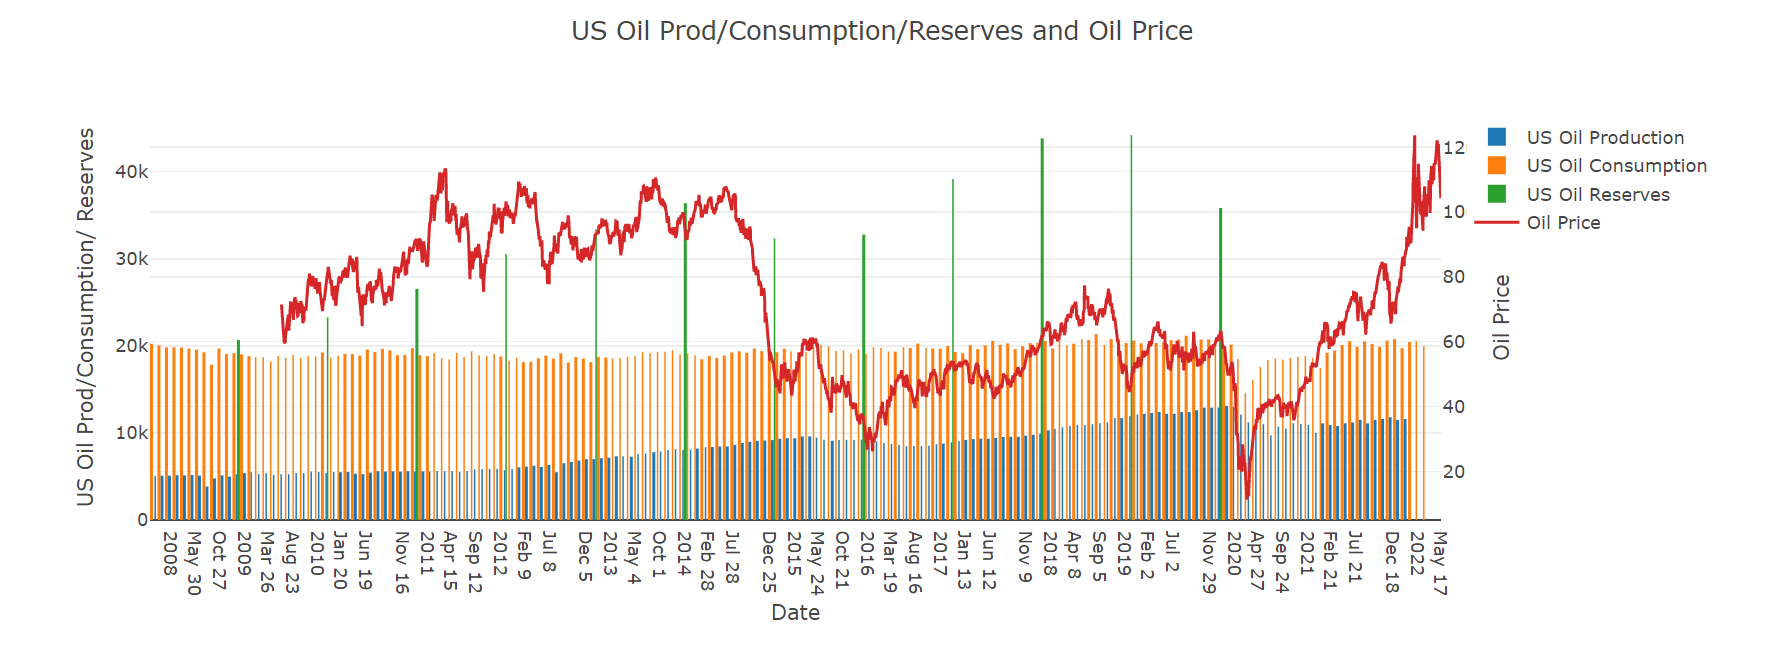 US Oil Prod/Consumption/Reserves and Oil Price
US Oil Prod/Consumption/ Reserves
40k
30k
20k
10k
0
12
10
80
60
40
20
Oil Price
US Oil Production
US Oil Consumption
US Oil Reserves
Oil Price
2008
May 30
Oct 27
2009
Mar 26
Aug 23
2010
Jan 20
Jun 19
Nov 16
2011
Apr 15
Sep 12
2012
Feb 9
Jul 8
Dec 5
2013
May 4
Oct 1
2014
Feb 28
Jul 28
Dec 25
2015
May 24
Oct 21
2016
Mar 19
Aug 16
2017
Jan 13
Jun 12
Nov 9
2018
Apr 8
Sep 5
2019
Feb 2
Jul 2
Nov 29
2020
Apr 27
Sep 24
2021
Feb 21
Jul 21
Dec 18
2022
May 17
Date